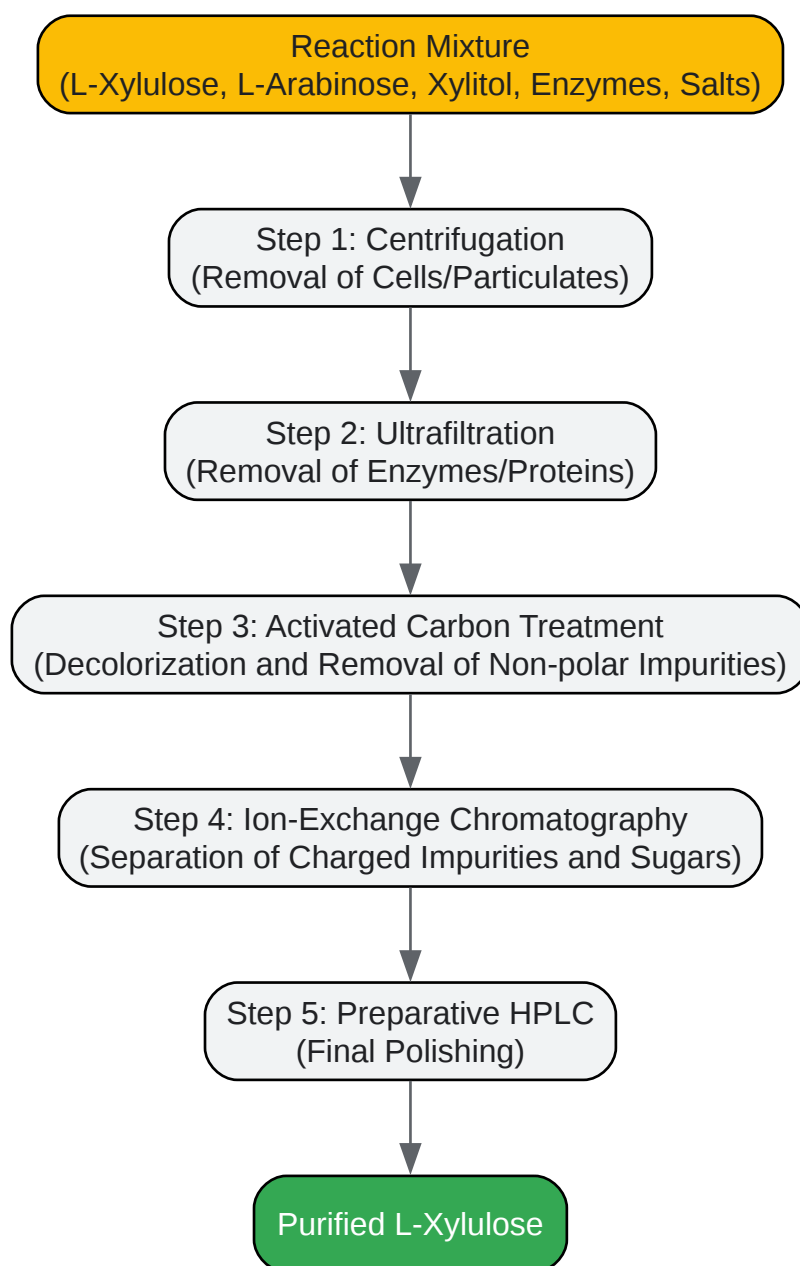 Reaction Mixture
(L-Xylulose, L-Arabinose, Xylitol, Enzymes, Salts)
Step 1: Centrifugation
(Removal of Cells/Particulates)
Step 2: Ultrafiltration
(Removal of Enzymes/Proteins)
Step 3: Activated Carbon Treatment
(Decolorization and Removal of Non-polar Impurities)
Step 4: Ion-Exchange Chromatography
(Separation of Charged Impurities and Sugars)
Step 5: Preparative HPLC
(Final Polishing)
Purified L-Xylulose